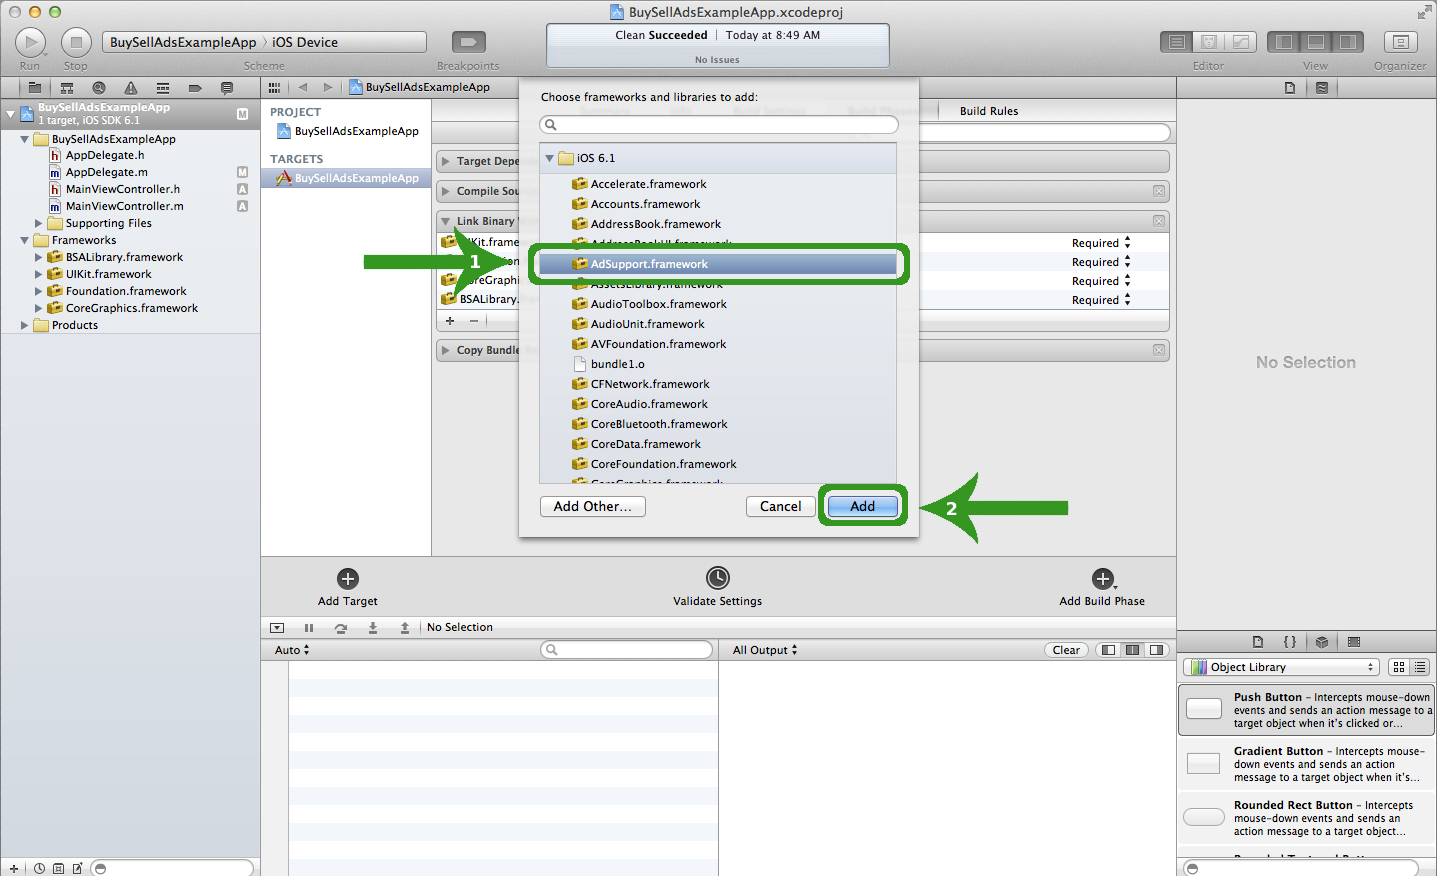 BuySellAdsExampleApp.xcodeproj
Run
Stop
BuySellAdsExampleApp
iOS Device
Scheme
Breakpoints
Clean Succeeded | Today at 8:49 AM
No Issues
Editor
View
Organizer
BuySellAdsExampleApp
1 target, iOS SDK 6.1
M
BuySellAdsExampleApp
AppDelegate.h
AppDelegate.m
M
MainViewController.h
A
MainViewController.m
A
Supporting Files
Frameworks
BSALibrary.framework
UIKit.framework
Foundation.framework
CoreGraphics.framework
Products
BuySellAdsExampleApp
PROJECT
BuySellAdsExampleApp
TARGETS
BuySellAdsExampleApp
Build Rules
Target Depe
Compile Sou
Link Binary
Required
Required
Required
BSALibrary.
Required
+ −
Copy Bundle
Choose frameworks and libraries to add:
iOS 6.1
Accelerate.framework
Accounts.framework
AddressBook.framework
AddressBookUI.framework
1
AdSupport.framework
AssetsLibrary.framework
AudioToolbox.framework
AudioUnit.framework
AVFoundation.framework
bundle1.o
CFNetwork.framework
CoreAudio.framework
CoreBluetooth.framework
CoreData.framework
CoreFoundation.framework
CoreGraphics.framework
Add Other...
Cancel
Add
2
Add Target
Validate Settings
Add Build Phase
No Selection
Auto
All Output
Clear
No Selection
{ }
Object Library
Push Button – Intercepts mouse-down
events and sends an action message to a
target object when it's clicked or...
Gradient Button – Intercepts mouse-
down events and sends an action
message to a target object when it's...
Rounded Rect Button – Intercepts
mouse-down events and sends an
action message to a target object...